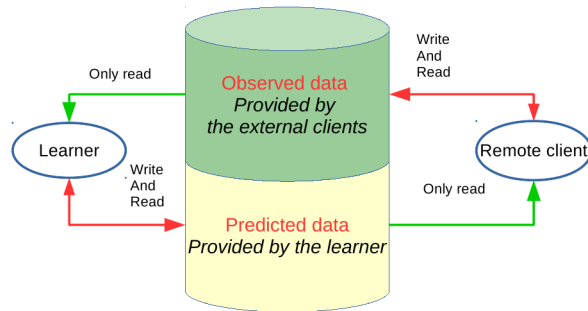 Write
And
Read
Only read
Observed data
Provided by
the external clients
Learner
Remote client
Write
And
Read
Only read
Predicted data
Provided by the learner